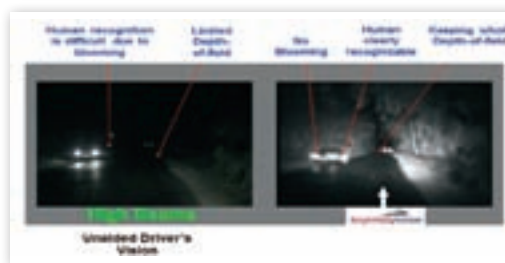 Human recognition
is difficult due to
blooming
Limited
Depth-
of-field
No
Blooming
Human
clearly
recognizable
Keeping whole
Depth-of-field
High Beams
Unaided Driver's
Vision